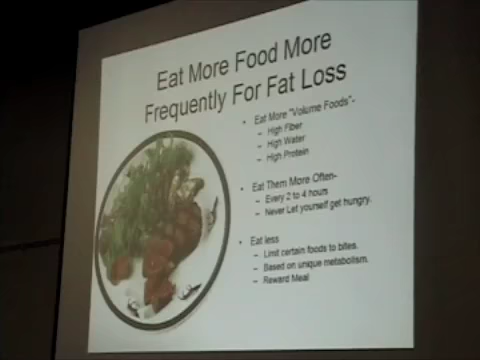 Eat More Food More
Frequently For Fat Loss
• Eat More "Volume Foods"-
– High Fiber
– High Water
– High Protein
• Eat Them More Often-
– Every 2 to 4 hours
– Never Let yourself get hungry.
• Eat less
– Limit certain foods to bites.
– Based on unique metabolism.
– Reward Meal